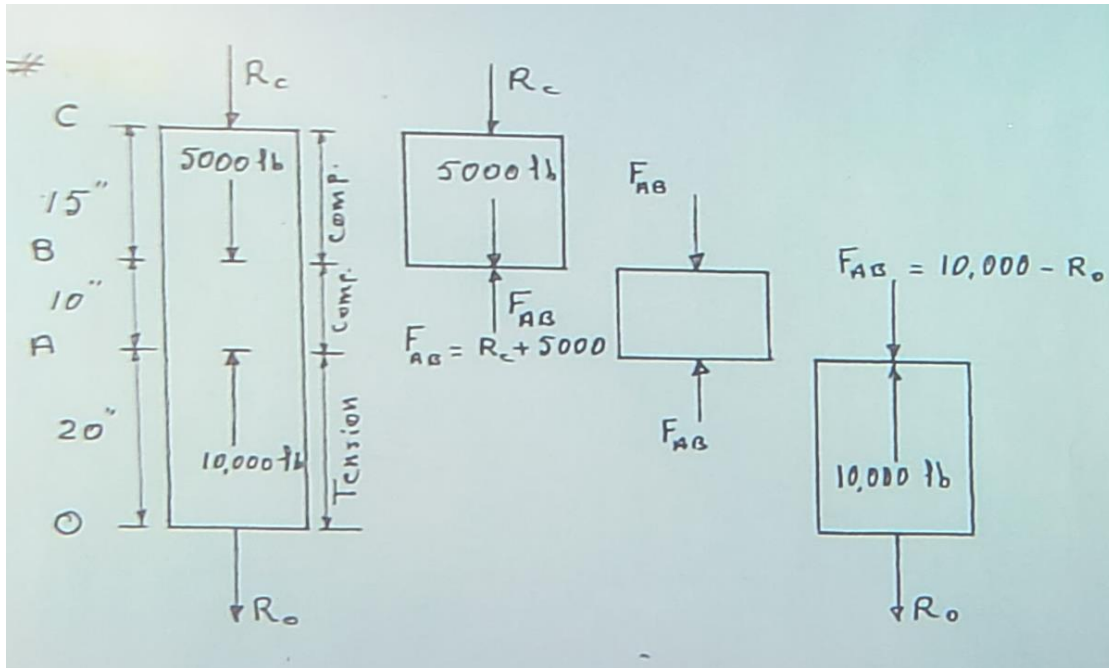 #
R_c
C
5000 lb
15"
Comp.
B
10"
Comp.
A
20"
10,000 lb
Tension
O
R_o
R_c
5000 lb
F_AB
F_AB = R_c + 5000
F_AB
F_AB
F_AB = 10,000 - R_o
10,000 lb
R_o